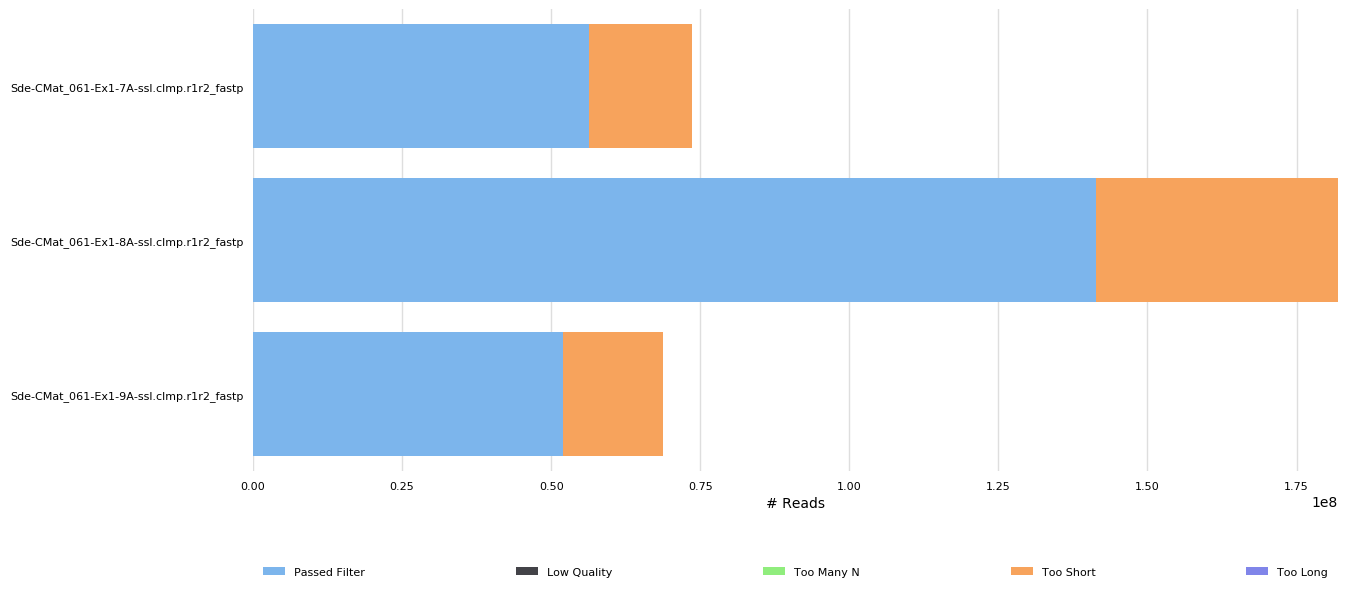 Sde-CMat_061-Ex1-7A-ssl.clmp.r1r2_fastp
Sde-CMat_061-Ex1-8A-ssl.clmp.r1r2_fastp
Sde-CMat_061-Ex1-9A-ssl.clmp.r1r2_fastp
0.00 0.25 0.50 0.75 1.00 1.25 1.50 1.75
# Reads 1e8
Passed Filter Low Quality Too Many N Too Short Too Long